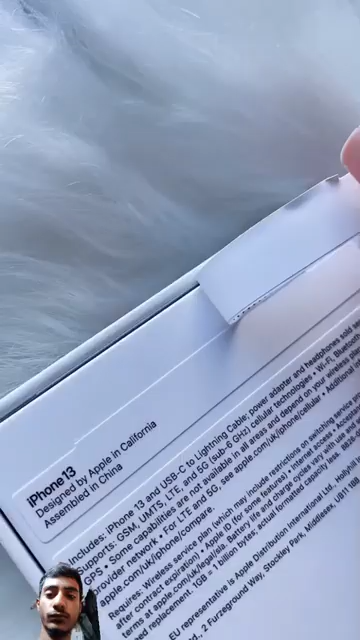 iPhone 13
Designed by Apple in California
Assembled in China
Includes: iPhone 13 and USB-C to Lightning Cable; power adapter and headphones sold
Supports: GSM, UMTS, LTE, and 5G (sub-6 GHz) cellular technologies • Wi-Fi, Bluetooth
GPS • Some capabilities are not available in all areas and depend on your wireless
provider network • For LTE and 5G, see apple.com/uk/iphone/cellular • Additional
apple.com/uk/iphone/compare.
Requires: Wireless service plan (which may include restrictions on switching service
after contract expiration) • Apple ID (for some features) • Internet access
terms at apple.com/uk/legal/sla. Battery life and charge cycles vary with use and
replacement. 1GB = 1 billion bytes; actual formatted capacity less.
EU representative is Apple Distribution International Ltd., Hollyhill
2 Furzeground Way, Stockley Park, Middlesex, UB11 1BB